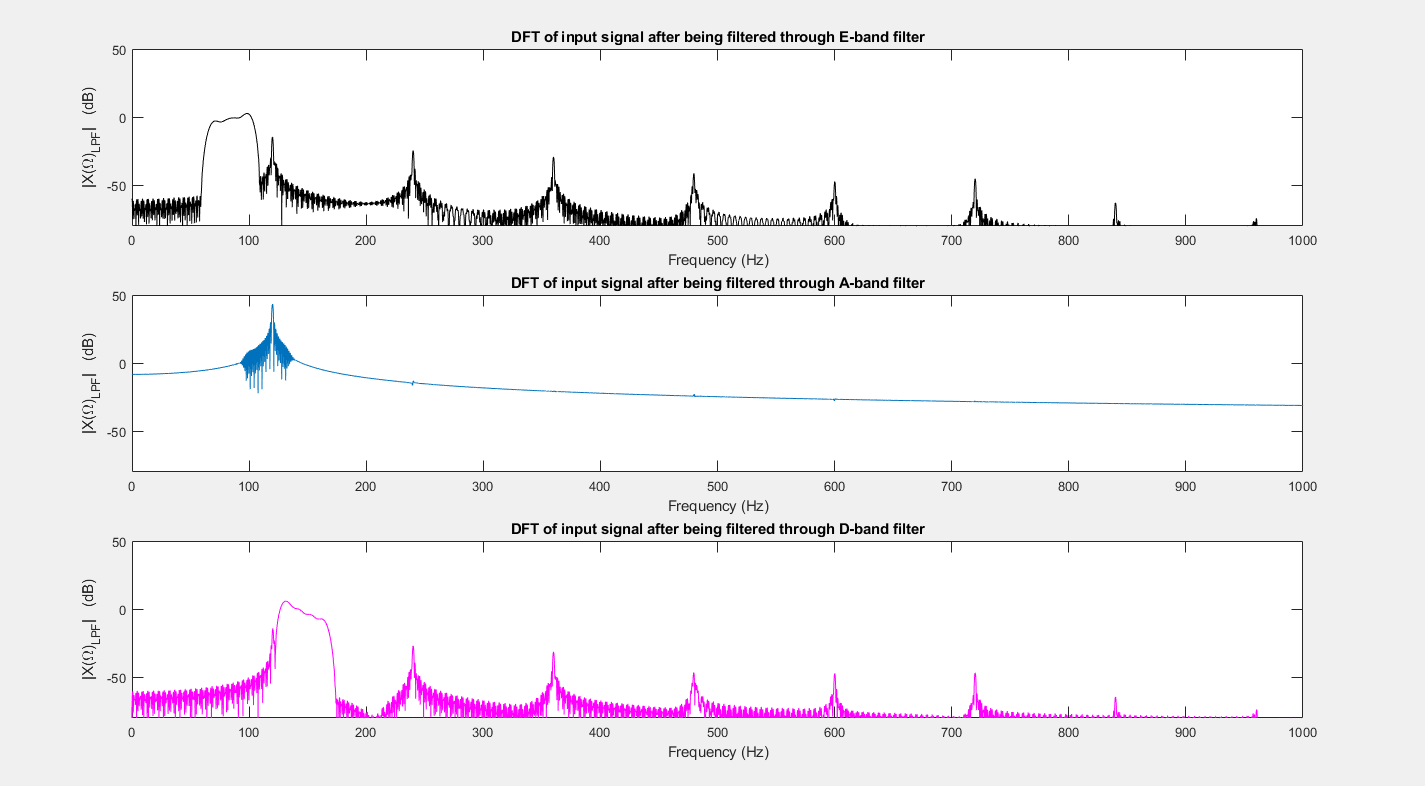 DFT of input signal after being filtered through E-band filter
50
0
-50
|X(Ω)LPF| (dB)
0 100 200 300 400 500 600 700 800 900 1000
Frequency (Hz)
DFT of input signal after being filtered through A-band filter
50
0
-50
|X(Ω)LPF| (dB)
0 100 200 300 400 500 600 700 800 900 1000
Frequency (Hz)
DFT of input signal after being filtered through D-band filter
50
0
-50
|X(Ω)LPF| (dB)
0 100 200 300 400 500 600 700 800 900 1000
Frequency (Hz)